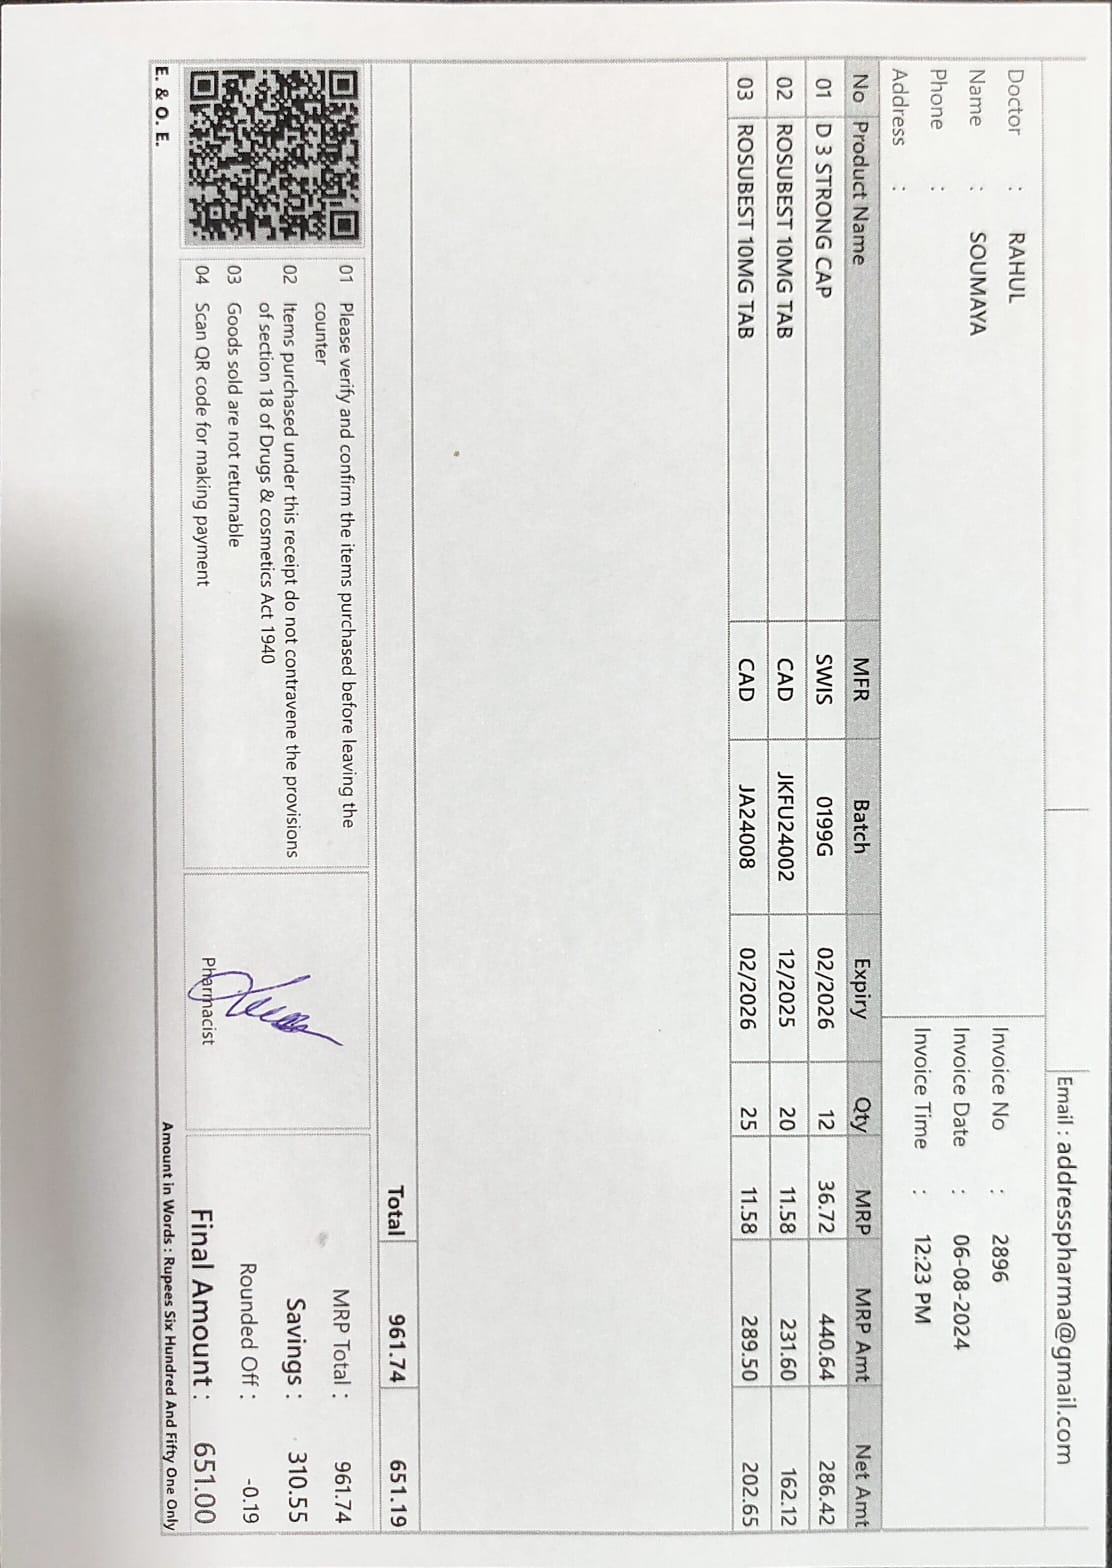 Email : addresspharma@gmail.com
Doctor : RAHUL
Name : SOUMAYA
Phone :
Address :
Invoice No : 2896
Invoice Date : 06-08-2024
Invoice Time : 12:23 PM
No Product Name MFR Batch Expiry Qty MRP MRP Amt Net Amt
01 D 3 STRONG CAP SWIS 0199G 02/2026 12 36.72 440.64 286.42
02 ROSUBEST 10MG TAB CAD JKFU24002 12/2025 20 11.58 231.60 162.12
03 ROSUBEST 10MG TAB CAD JA24008 02/2026 25 11.58 289.50 202.65
Total 961.74 651.19
01 Please verify and confirm the items purchased before leaving the
counter
02 Items purchased under this receipt do not contravene the provisions
of section 18 of Drugs & cosmetics Act 1940
03 Goods sold are not returnable
04 Scan QR code for making payment
Pharmacist
MRP Total : 961.74
Savings : 310.55
Rounded Off : -0.19
Final Amount : 651.00
E. & O. E.
Amount in Words : Rupees Six Hundred And Fifty One Only